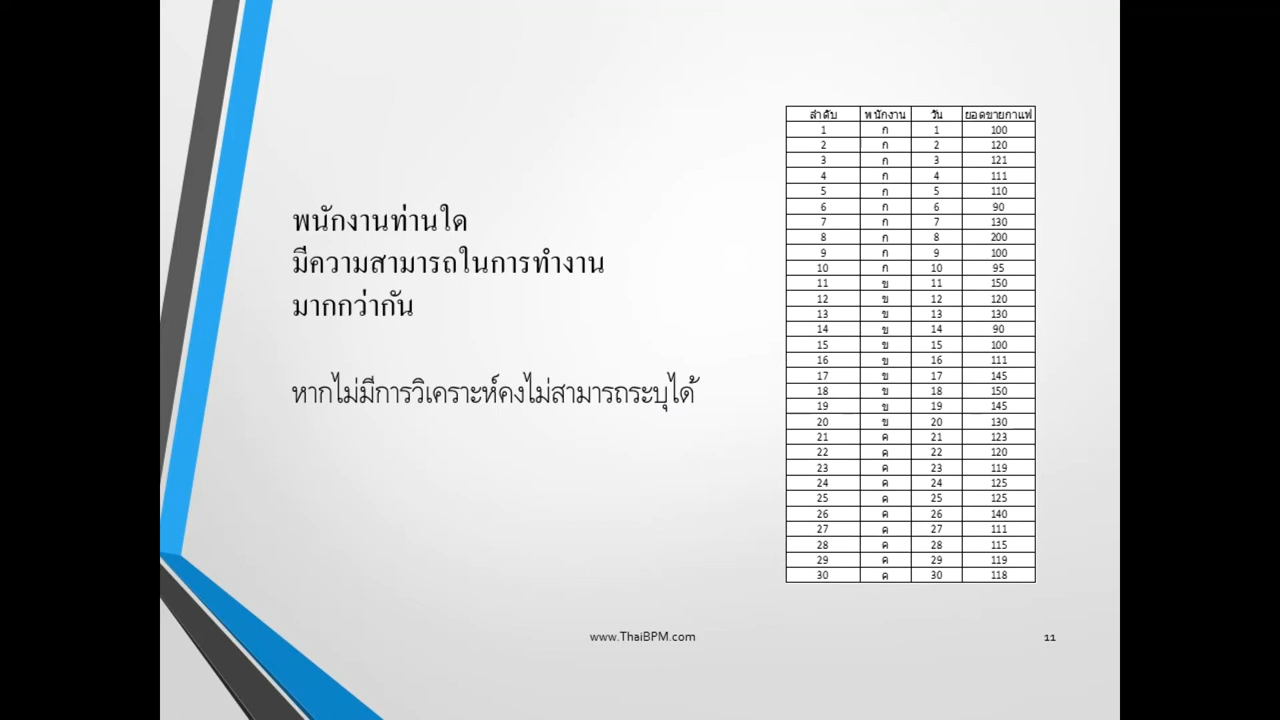 พนักงานท่านใด
มีความสามารถในการทำงาน
มากกว่ากัน
หากไม่มีการวิเคราะห์คงไม่สามารถระบุได้
ลำดับ พนักงาน วัน ยอดขายกาแฟ
1 ก 1 100
2 ก 2 120
3 ก 3 121
4 ก 4 111
5 ก 5 110
6 ก 6 90
7 ก 7 130
8 ก 8 200
9 ก 9 100
10 ก 10 95
11 ข 11 150
12 ข 12 120
13 ข 13 130
14 ข 14 90
15 ข 15 100
16 ข 16 111
17 ข 17 145
18 ข 18 150
19 ข 19 145
20 ข 20 130
21 ค 21 123
22 ค 22 120
23 ค 23 119
24 ค 24 125
25 ค 25 125
26 ค 26 140
27 ค 27 111
28 ค 28 115
29 ค 29 119
30 ค 30 118
www.ThaiBPM.com
11